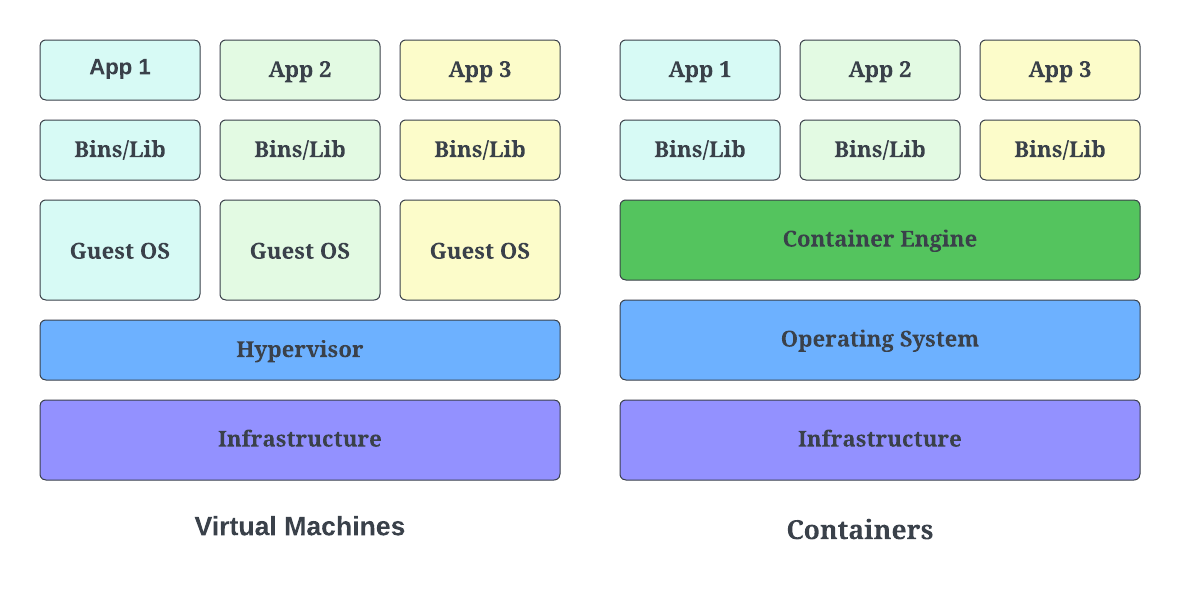 App 1
App 2
App 3
Bins/Lib
Bins/Lib
Bins/Lib
Guest OS
Guest OS
Guest OS
Hypervisor
Infrastructure
Virtual Machines
App 1
App 2
App 3
Bins/Lib
Bins/Lib
Bins/Lib
Container Engine
Operating System
Infrastructure
Containers